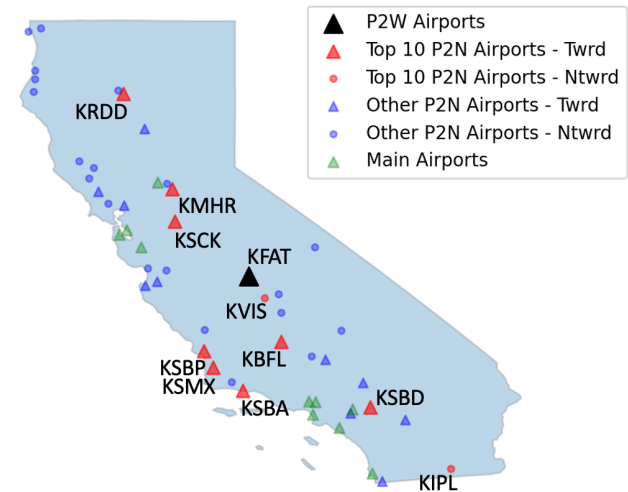 P2W Airports
Top 10 P2N Airports - Twrd
Top 10 P2N Airports - Ntwrd
Other P2N Airports - Twrd
Other P2N Airports - Ntwrd
Main Airports
KRDD
KMHR
KSCK
KFAT
KVIS
KBFL
KSBP
KSMX
KSBA
KSBD
KIPL